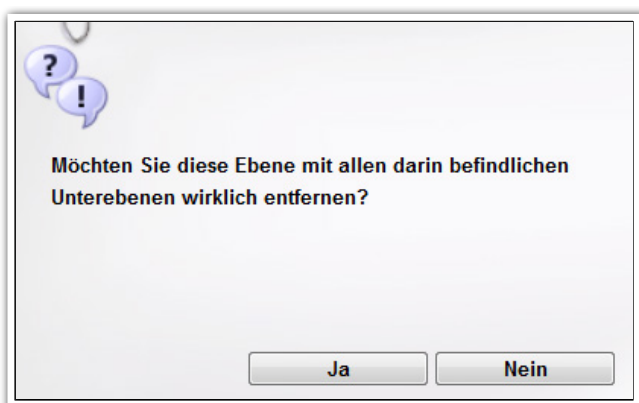 ?
!
Möchten Sie diese Ebene mit allen darin befindlichen
Unterebenen wirklich entfernen?
Ja Nein